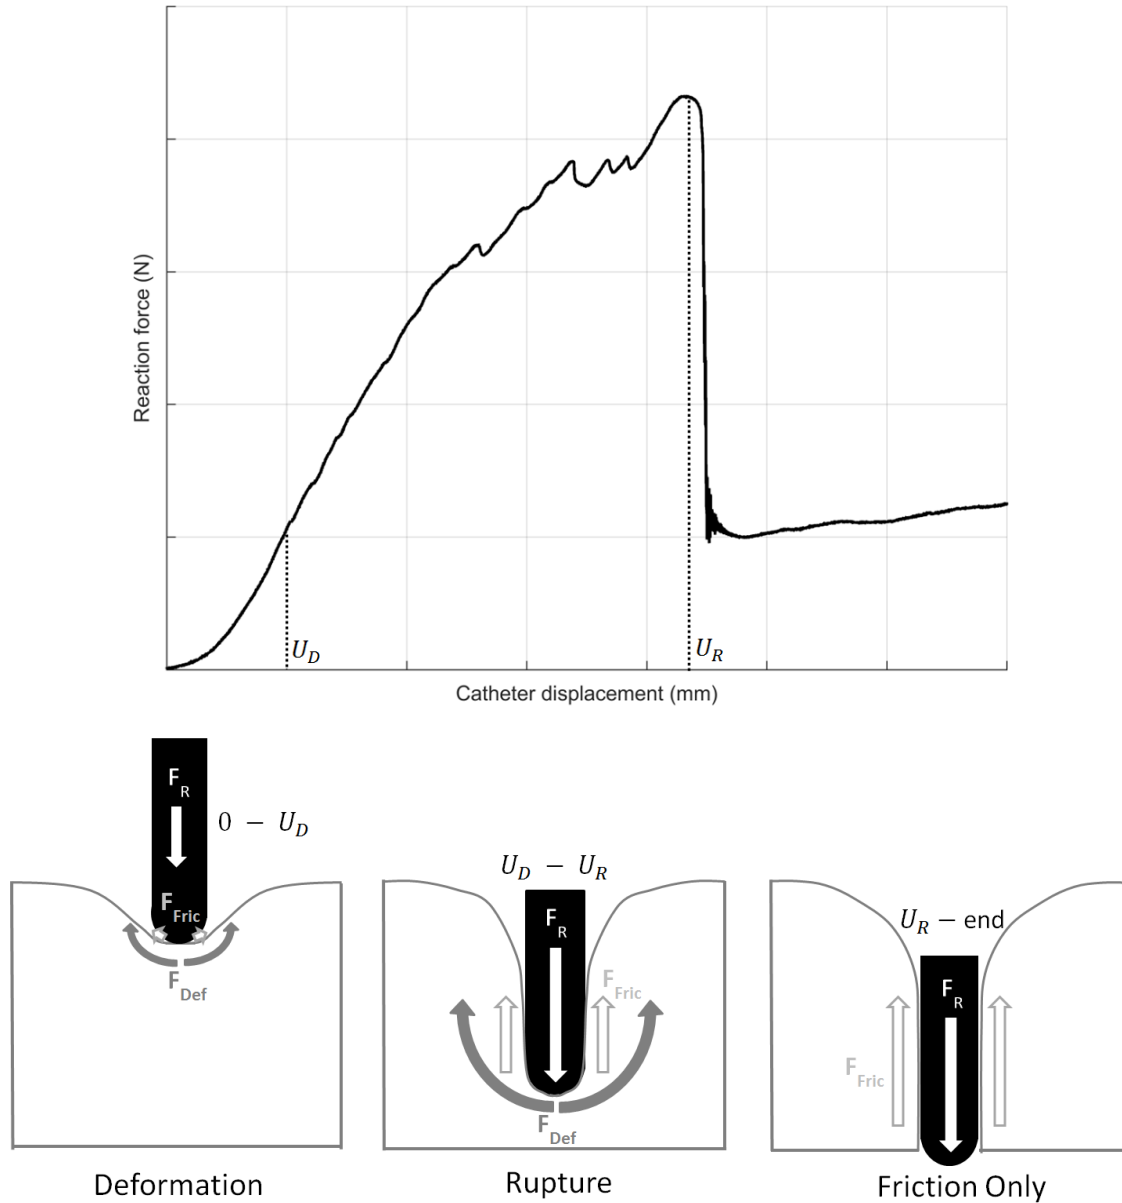 Reaction force (N)
U_D
U_R
Catheter displacement (mm)
F_R
0 − U_D
F_Fric
F_Def
Deformation
U_D − U_R
F_R
F_Fric
F_Def
Rupture
U_R − end
F_R
F_Fric
Friction Only